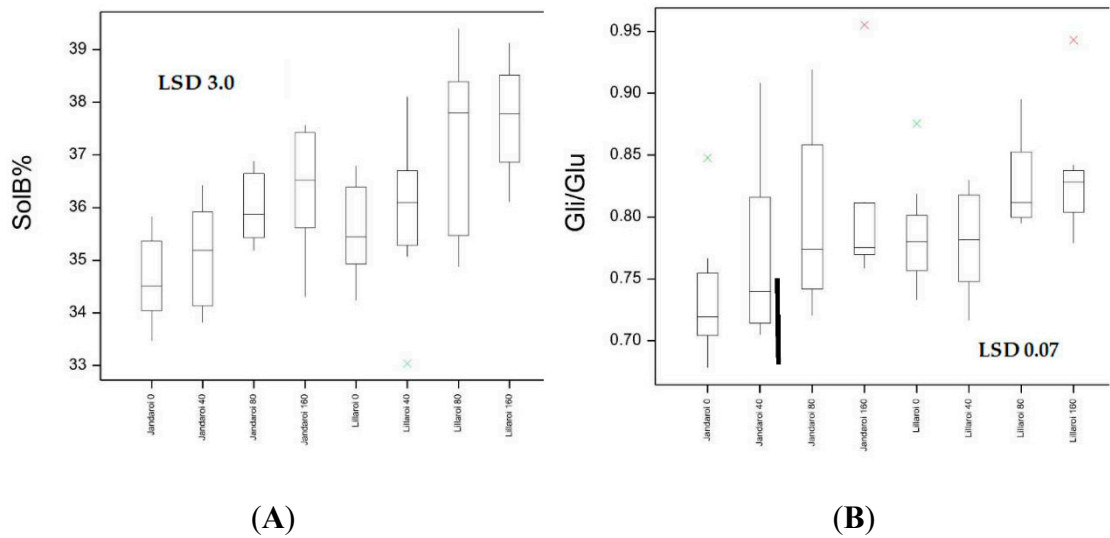 SolB%
39
38
37
36
35
34
33
LSD 3.0
Jandaroi 0
Jandaroi 40
Jandaroi 80
Jandaroi 160
Lillaroi 0
Lillaroi 40
Lillaroi 80
Lillaroi 160
(A)
Gli/Glu
0.95
0.90
0.85
0.80
0.75
0.70
LSD 0.07
Jandaroi 0
Jandaroi 40
Jandaroi 80
Jandaroi 160
Lillaroi 0
Lillaroi 40
Lillaroi 80
Lillaroi 160
(B)